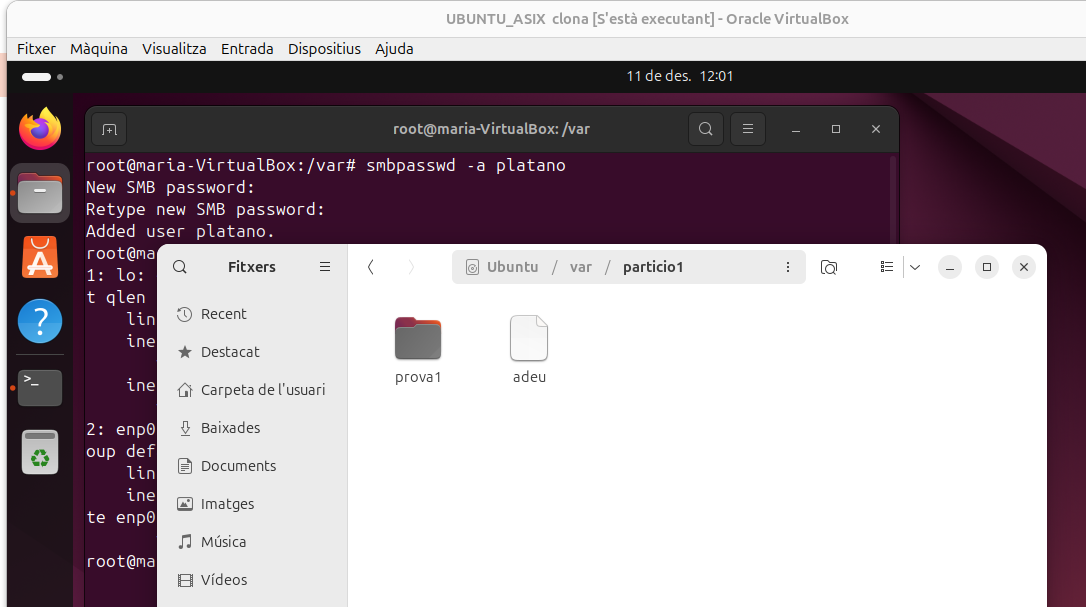 UBUNTU_ASIX clona [S'està executant] - Oracle VirtualBox
Fitxer Màquina Visualitza Entrada Dispositius Ajuda
11 de des. 12:01
root@maria-VirtualBox: /var
root@maria-VirtualBox:/var# smbpasswd -a platano
New SMB password:
Retype new SMB password:
Added user platano.
root@ma
1: lo:
t qlen
lin
ine
ine
2: enp0
oup def
lin
ine
te enp0
root@ma
Fitxers
Ubuntu / var / particio1
Recent
Destacat
Carpeta de l'usuari
Baixades
Documents
Imatges
Música
Vídeos
prova1
adeu